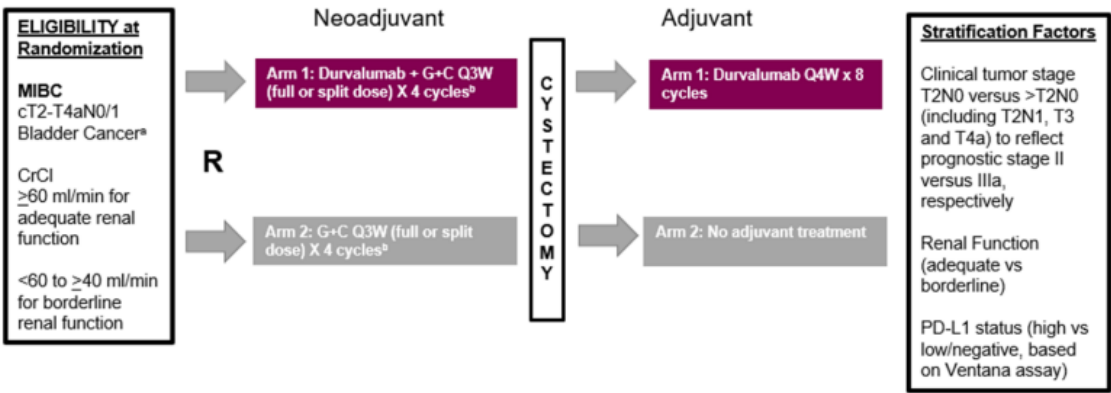 ELIGIBILITY at
Randomization
MIBC
cT2-T4aN0/1
Bladder Cancerᵃ
CrCl
≥60 ml/min for
adequate renal
function
<60 to ≥40 ml/min
for borderline
renal function
Neoadjuvant
Arm 1: Durvalumab + G+C Q3W
(full or split dose) X 4 cyclesᵇ
R
Arm 2: G+C Q3W (full or split
dose) X 4 cyclesᵇ
CYSTECTOMY
Adjuvant
Arm 1: Durvalumab Q4W x 8
cycles
Arm 2: No adjuvant treatment
Stratification Factors
Clinical tumor stage
T2N0 versus >T2N0
(including T2N1, T3
and T4a) to reflect
prognostic stage II
versus IIIa,
respectively
Renal Function
(adequate vs
borderline)
PD-L1 status (high vs
low/negative, based
on Ventana assay)